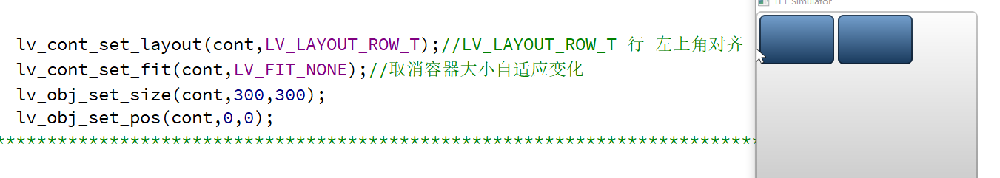 TFT Simulator
lv_cont_set_layout(cont,LV_LAYOUT_ROW_T);//LV_LAYOUT_ROW_T 行 左上角对齐
lv_cont_set_fit(cont,LV_FIT_NONE);//取消容器大小自适应变化
lv_obj_set_size(cont,300,300);
lv_obj_set_pos(cont,0,0);
*****************************************************************************